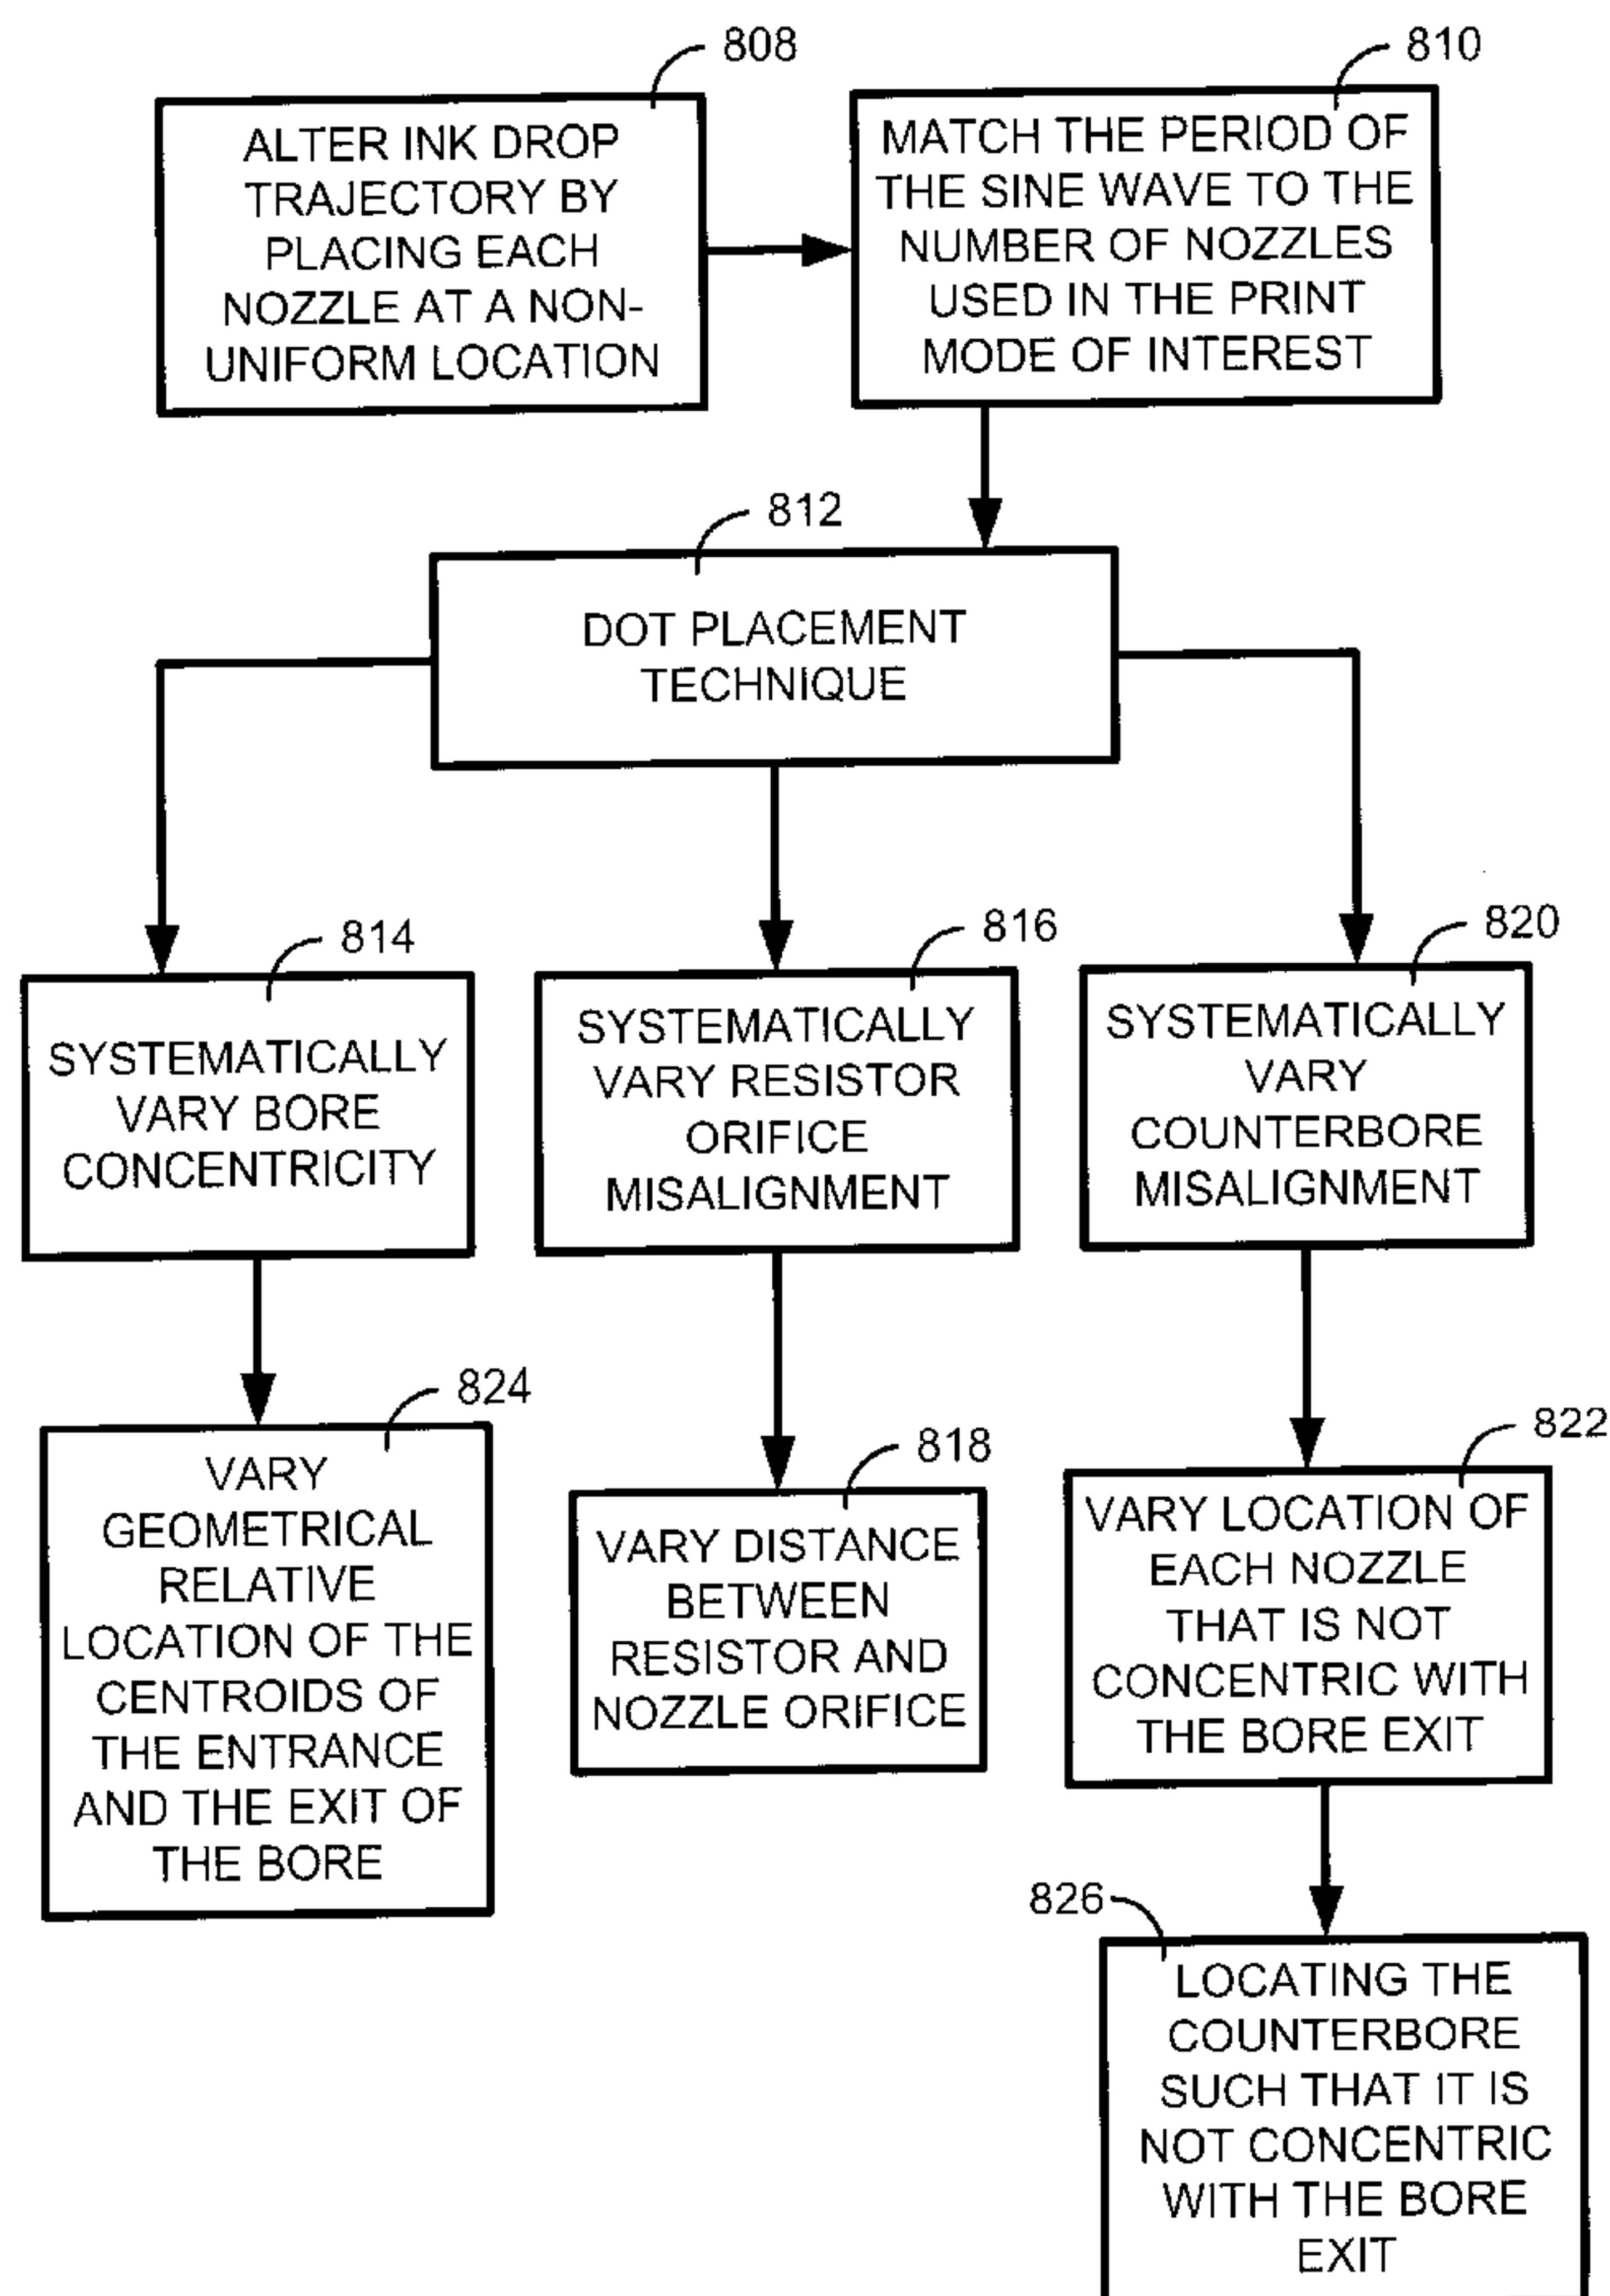 808
ALTER INK DROP
TRAJECTORY BY
PLACING EACH
NOZZLE AT A NON-
UNIFORM LOCATION
810
MATCH THE PERIOD OF
THE SINE WAVE TO THE
NUMBER OF NOZZLES
USED IN THE PRINT
MODE OF INTEREST
812
DOT PLACEMENT
TECHNIQUE
814
SYSTEMATICALLY
VARY BORE
CONCENTRICITY
816
SYSTEMATICALLY
VARY RESISTOR
ORIFICE
MISALIGNMENT
820
SYSTEMATICALLY
VARY
COUNTERBORE
MISALIGNMENT
824
VARY
GEOMETRICAL
RELATIVE
LOCATION OF THE
CENTROIDS OF
THE ENTRANCE
AND THE EXIT OF
THE BORE
818
VARY DISTANCE
BETWEEN
RESISTOR AND
NOZZLE ORIFICE
822
VARY LOCATION OF
EACH NOZZLE
THAT IS NOT
CONCENTRIC WITH
THE BORE EXIT
826
LOCATING THE
COUNTERBORE
SUCH THAT IT IS
NOT CONCENTRIC
WITH THE BORE
EXIT